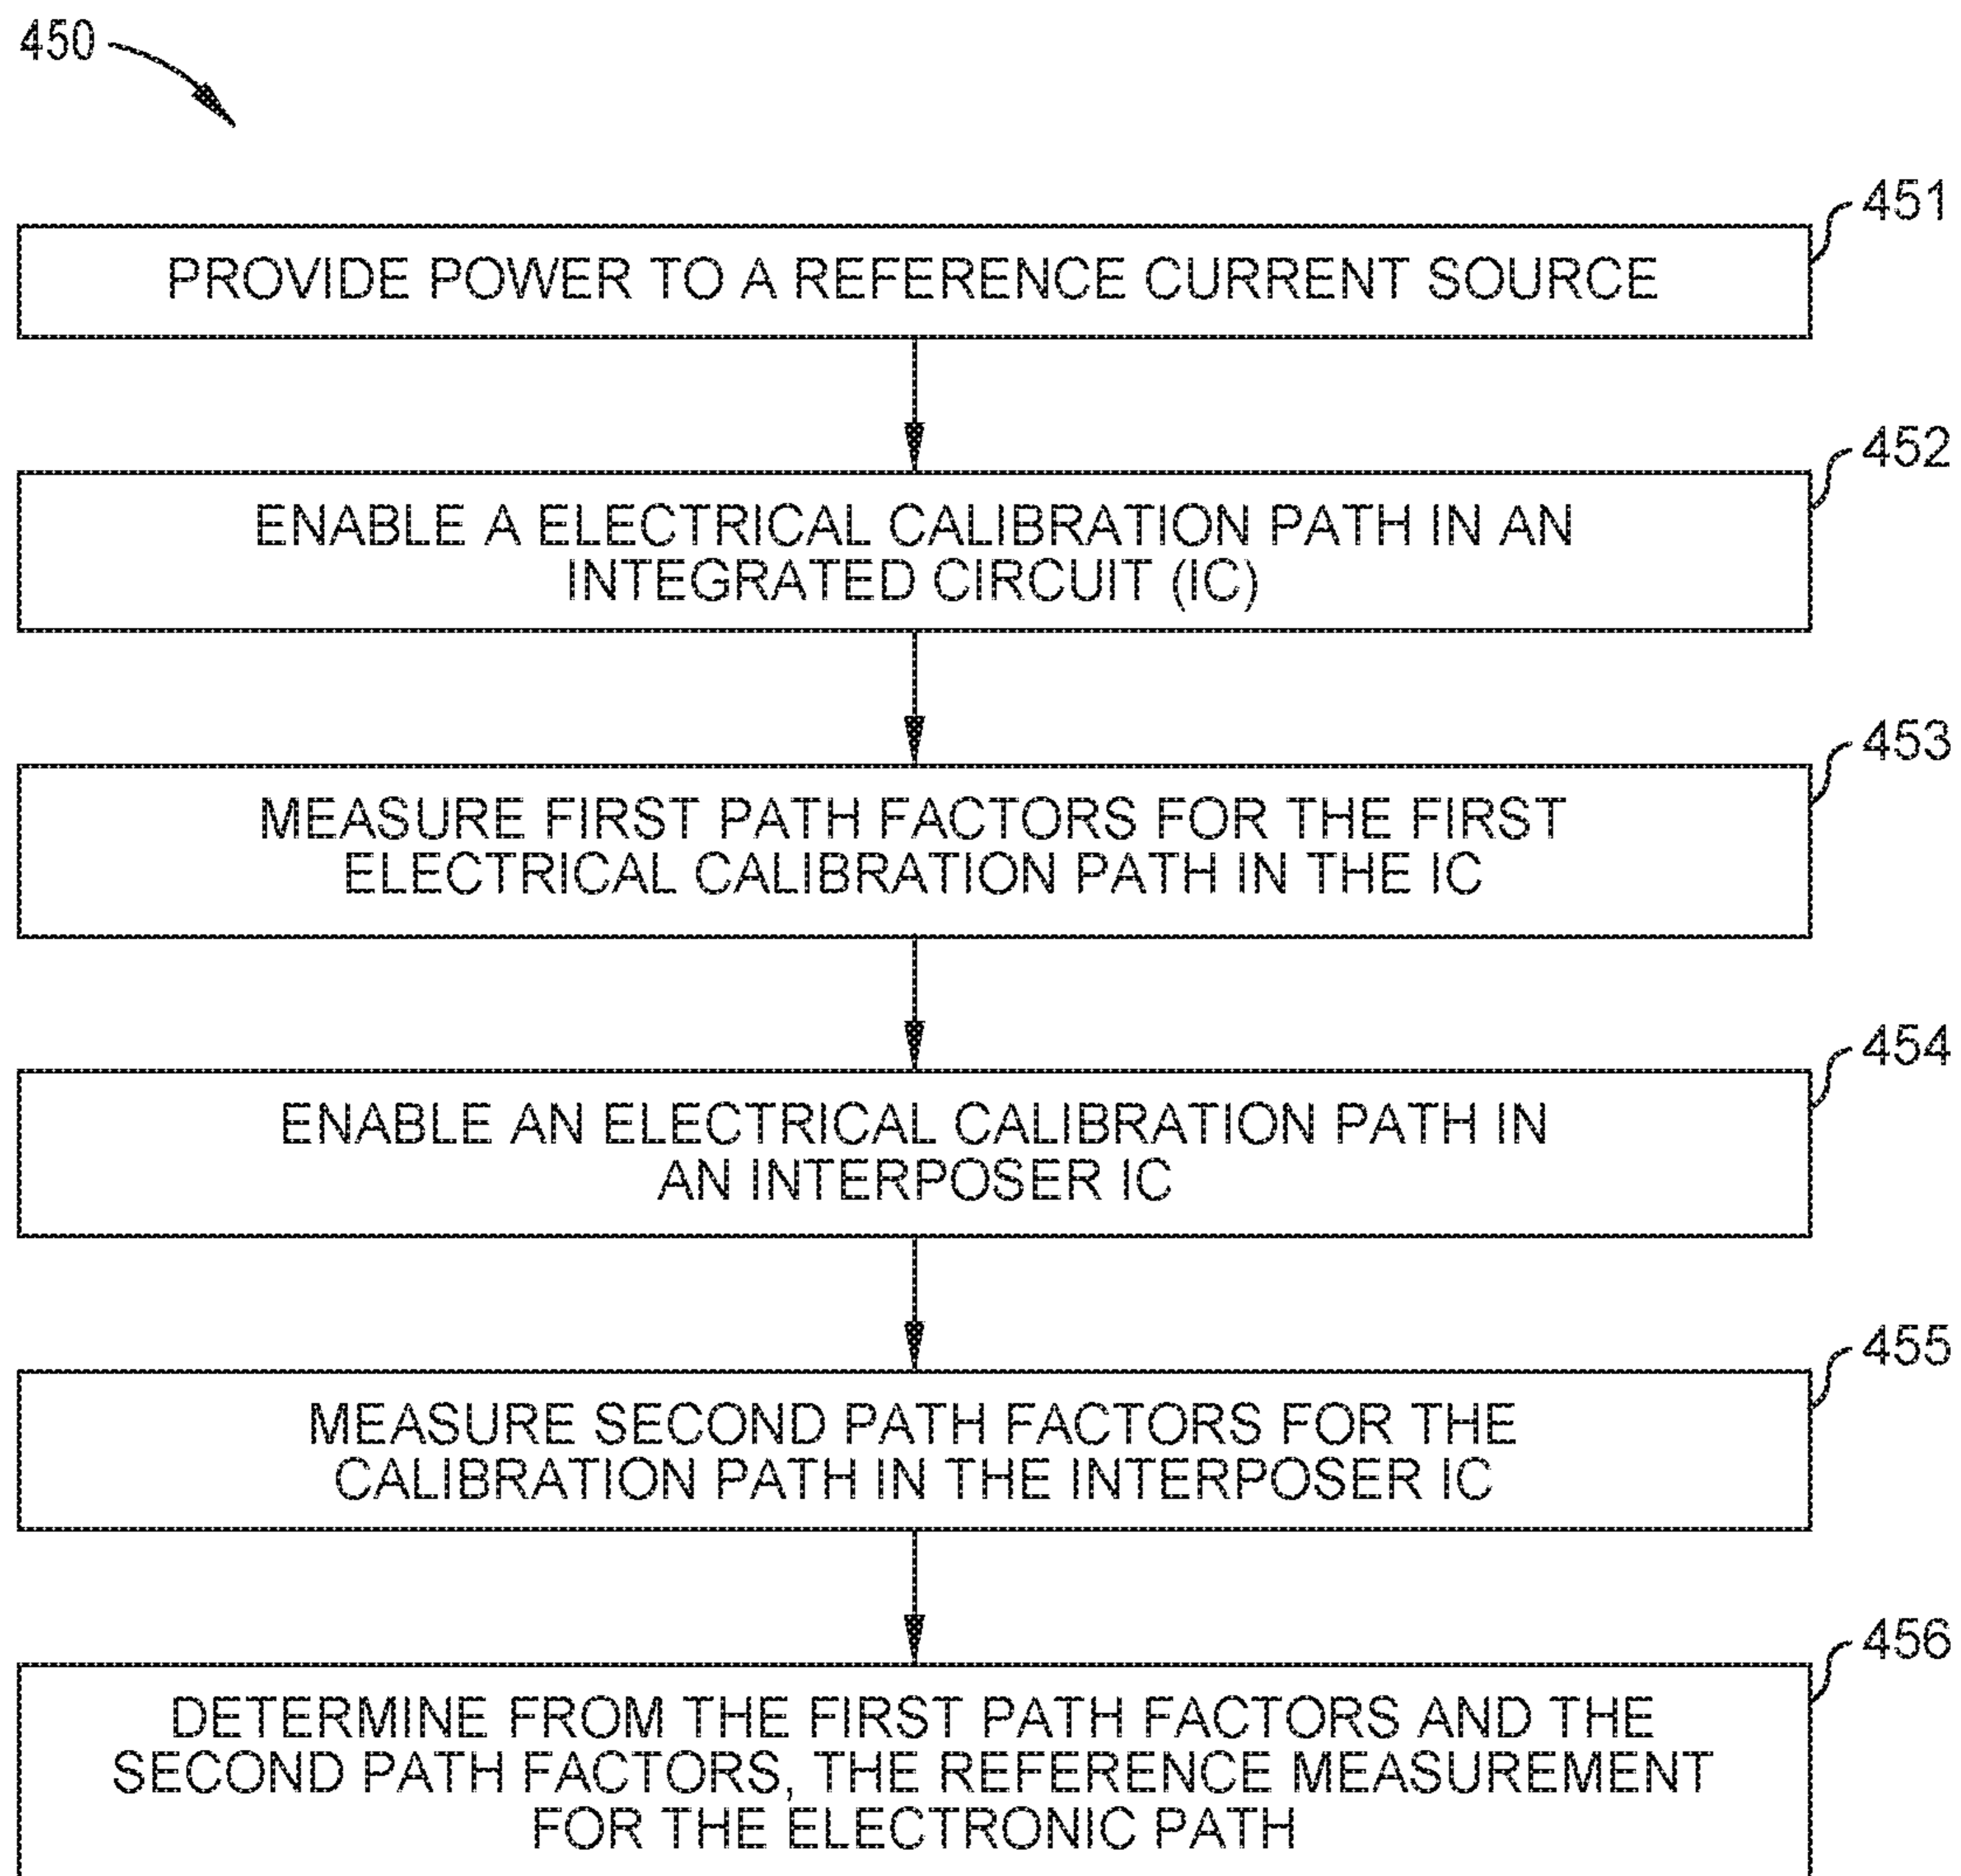 450
451
PROVIDE POWER TO A REFERENCE CURRENT SOURCE
452
ENABLE A ELECTRICAL CALIBRATION PATH IN AN
INTEGRATED CIRCUIT (IC)
453
MEASURE FIRST PATH FACTORS FOR THE FIRST
ELECTRICAL CALIBRATION PATH IN THE IC
454
ENABLE AN ELECTRICAL CALIBRATION PATH IN
AN INTERPOSER IC
455
MEASURE SECOND PATH FACTORS FOR THE
CALIBRATION PATH IN THE INTERPOSER IC
456
DETERMINE FROM THE FIRST PATH FACTORS AND THE
SECOND PATH FACTORS, THE REFERENCE MEASUREMENT
FOR THE ELECTRONIC PATH